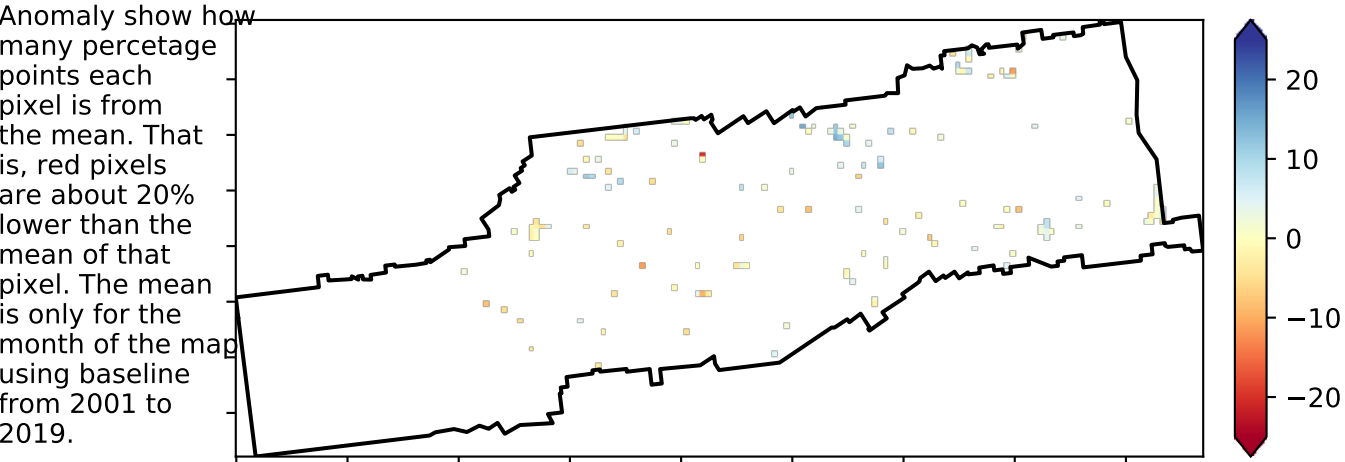 Anomaly show how
many percetage
points each
pixel is from
the mean. That
is, red pixels
are about 20%
lower than the
mean of that
pixel. The mean
is only for the
month of the map
using baseline
from 2001 to
2019.
20
10
0
−10
−20